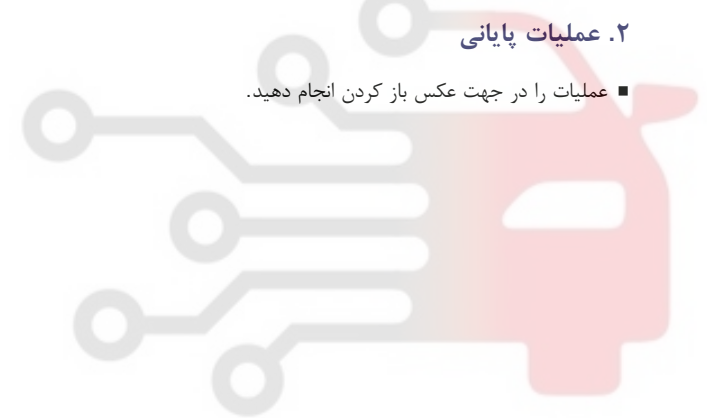 ۲. عملیات پایانی
▪ عملیات را در جهت عکس باز کردن انجام دهید.